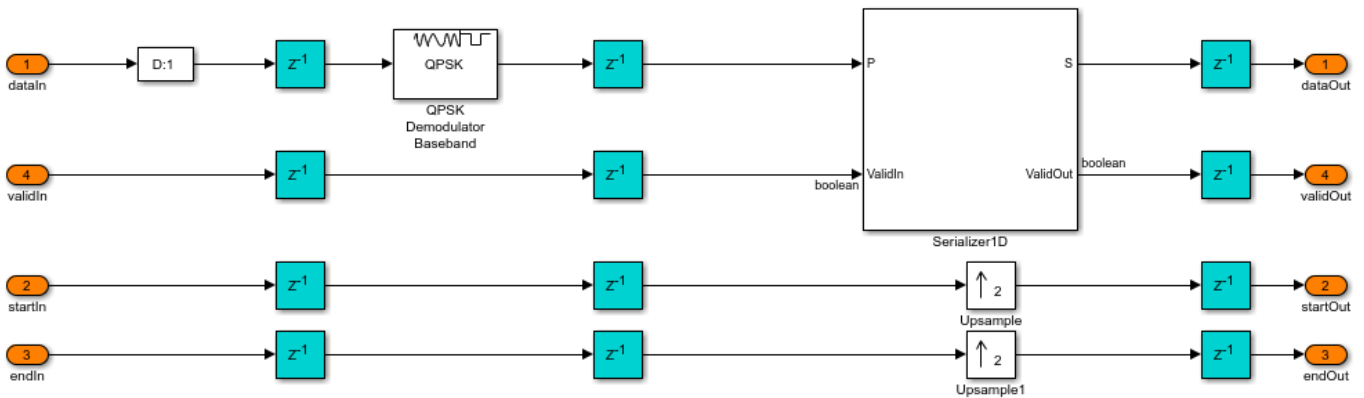 1
dataIn
D:1
z-1
QPSK
QPSK
Demodulator
Baseband
z-1
P
S
z-1
1
dataOut
4
validIn
z-1
z-1
boolean
ValidIn
ValidOut
boolean
z-1
4
validOut
Serializer1D
2
startIn
z-1
z-1
2
Upsample
z-1
2
startOut
3
endIn
z-1
z-1
2
Upsample1
z-1
3
endOut